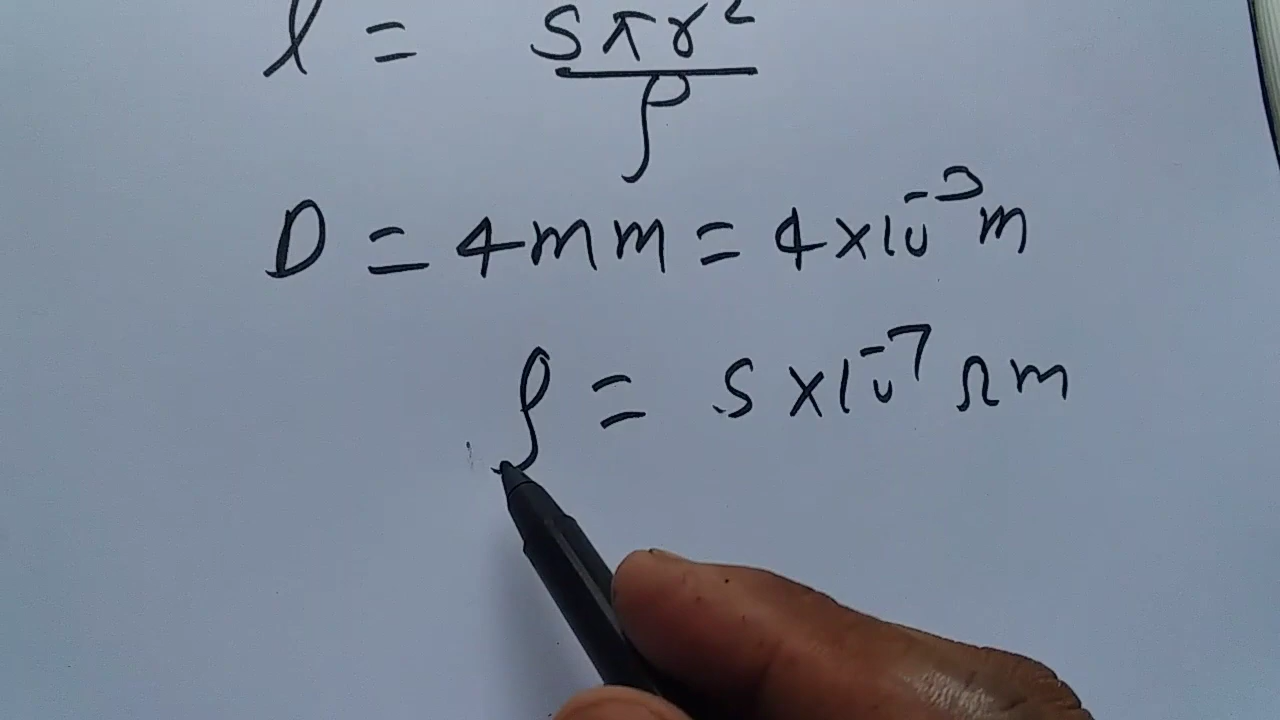 l = 5πr²/ρ
D = 4mm = 4×10⁻³m
ρ = 5×10⁻⁷ Ωm